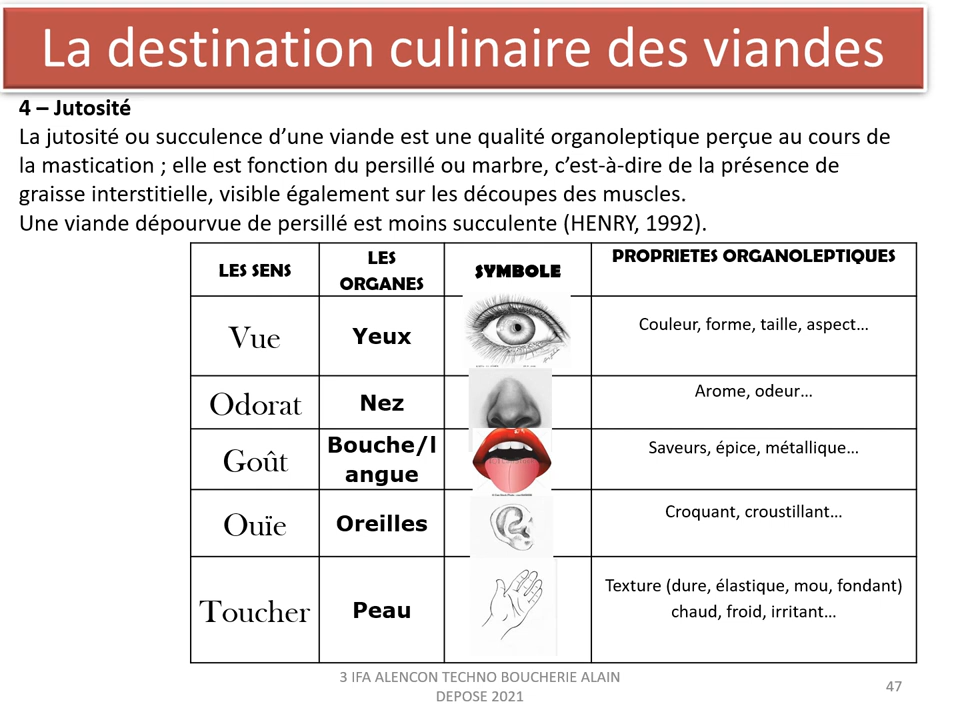 La destination culinaire des viandes
4 – Jutosité
La jutosité ou succulence d’une viande est une qualité organoleptique perçue au cours de
la mastication ; elle est fonction du persillé ou marbre, c’est-à-dire de la présence de
graisse interstitielle, visible également sur les découpes des muscles.
Une viande dépourvue de persillé est moins succulente (HENRY, 1992).
LES SENS
LES
ORGANES
SYMBOLE
PROPRIETES ORGANOLEPTIQUES
Vue
Yeux
Couleur, forme, taille, aspect…
Odorat
Nez
Arome, odeur…
Goût
Bouche/l
angue
Saveurs, épice, métallique…
Ouïe
Oreilles
Croquant, croustillant…
Toucher
Peau
Texture (dure, élastique, mou, fondant)
chaud, froid, irritant…
3 IFA ALENCON TECHNO BOUCHERIE ALAIN
DEPOSE 2021
47